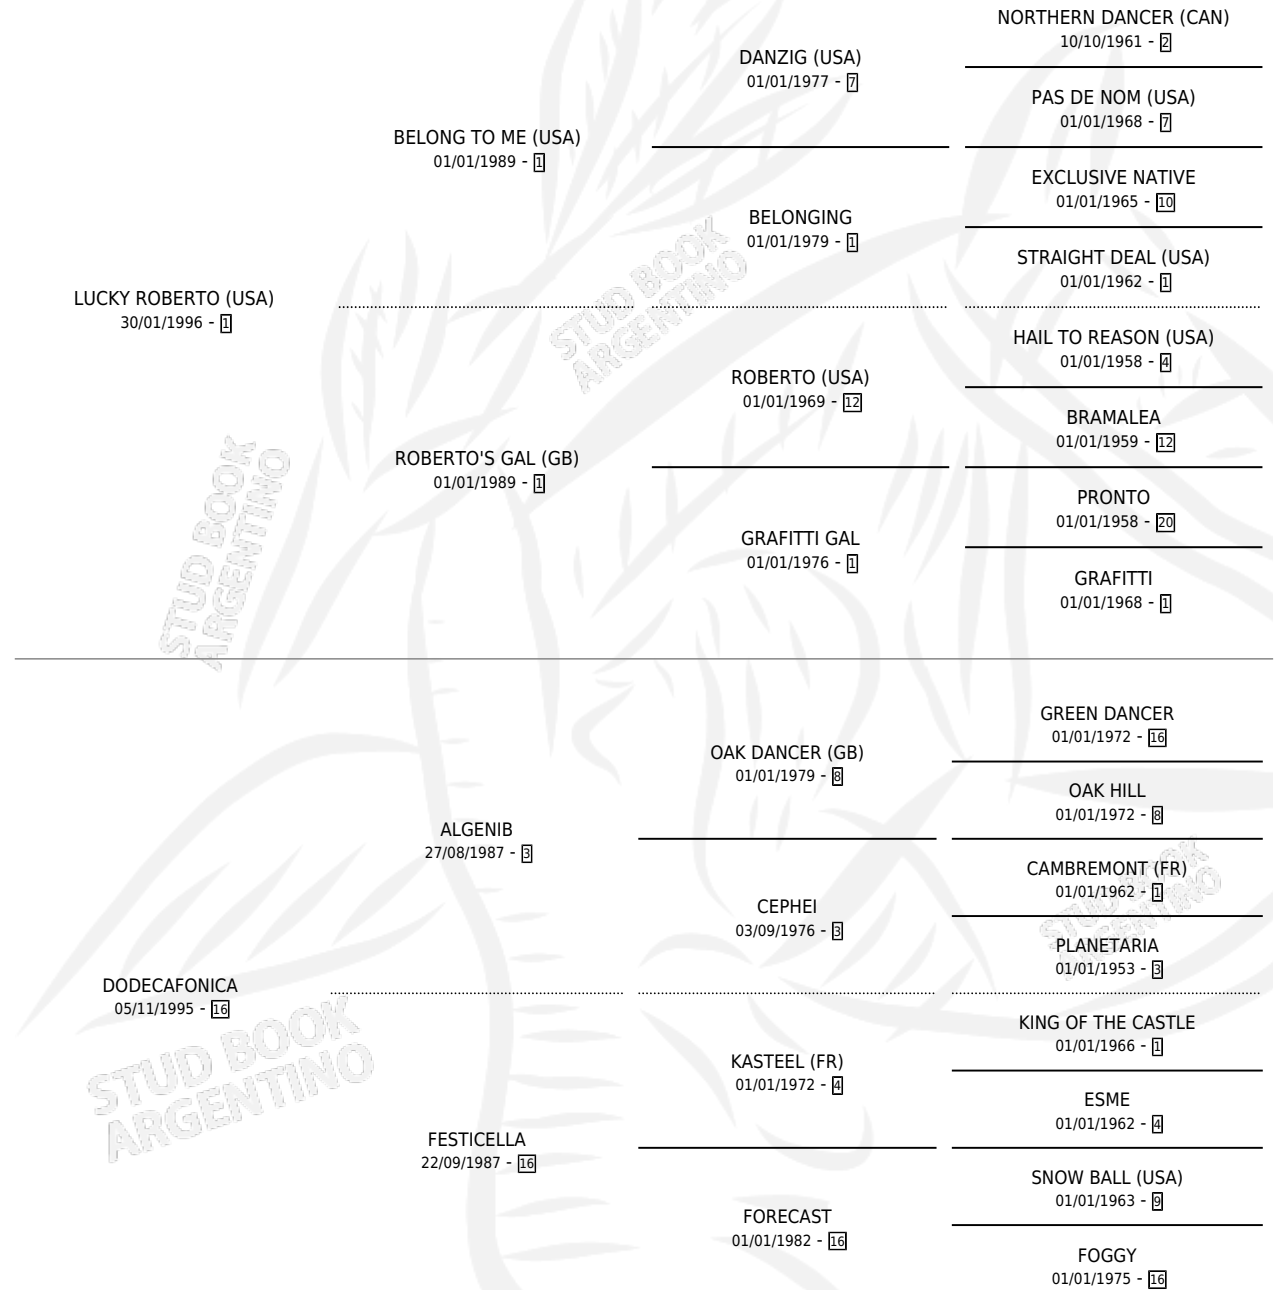 LUCKY ROBERTO (USA)
30/01/1996 - 1
BELONG TO ME (USA)
01/01/1989 - 1
DANZIG (USA)
01/01/1977 - 7
NORTHERN DANCER (CAN)
10/10/1961 - 2
PAS DE NOM (USA)
01/01/1968 - 7
BELONGING
01/01/1979 - 1
EXCLUSIVE NATIVE
01/01/1965 - 10
STRAIGHT DEAL (USA)
01/01/1962 - 1
ROBERTO'S GAL (GB)
01/01/1989 - 1
ROBERTO (USA)
01/01/1969 - 12
HAIL TO REASON (USA)
01/01/1958 - 4
BRAMALEA
01/01/1959 - 12
GRAFITTI GAL
01/01/1976 - 1
PRONTO
01/01/1958 - 20
GRAFITTI
01/01/1968 - 1
DODECAFONICA
05/11/1995 - 16
ALGENIB
27/08/1987 - 3
OAK DANCER (GB)
01/01/1979 - 8
GREEN DANCER
01/01/1972 - 16
OAK HILL
01/01/1972 - 8
CEPHEI
03/09/1976 - 3
CAMBREMONT (FR)
01/01/1962 - 1
PLANETARIA
01/01/1953 - 3
FESTICELLA
22/09/1987 - 16
KASTEEL (FR)
01/01/1972 - 4
KING OF THE CASTLE
01/01/1966 - 1
ESME
01/01/1962 - 4
FORECAST
01/01/1982 - 16
SNOW BALL (USA)
01/01/1963 - 9
FOGGY
01/01/1975 - 16
STUD BOOK
ARGENTINO
STUD BOOK
ARGENTINO
STUD BOOK
ARGENTINO
STUD BOOK
ARGENTINO